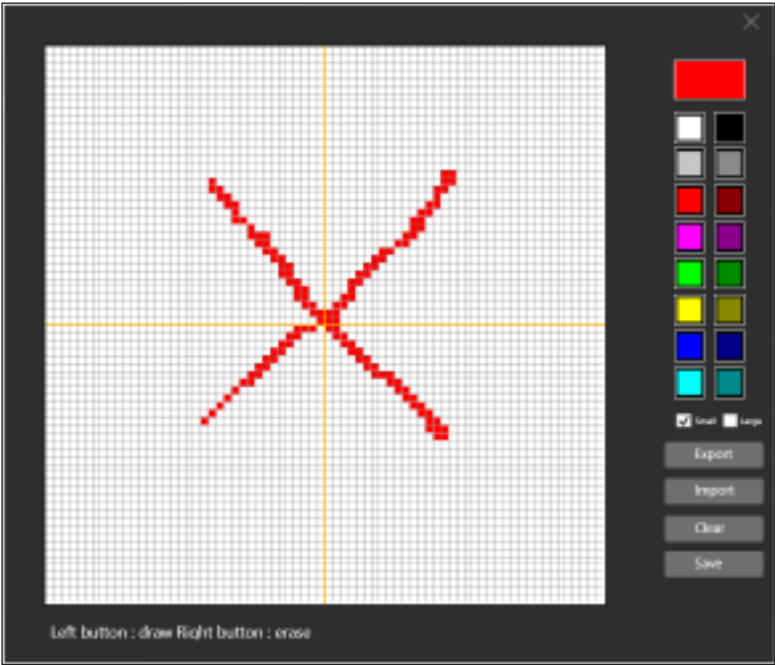 Small Large
Export
Import
Clear
Save
Left button : draw Right button : erase